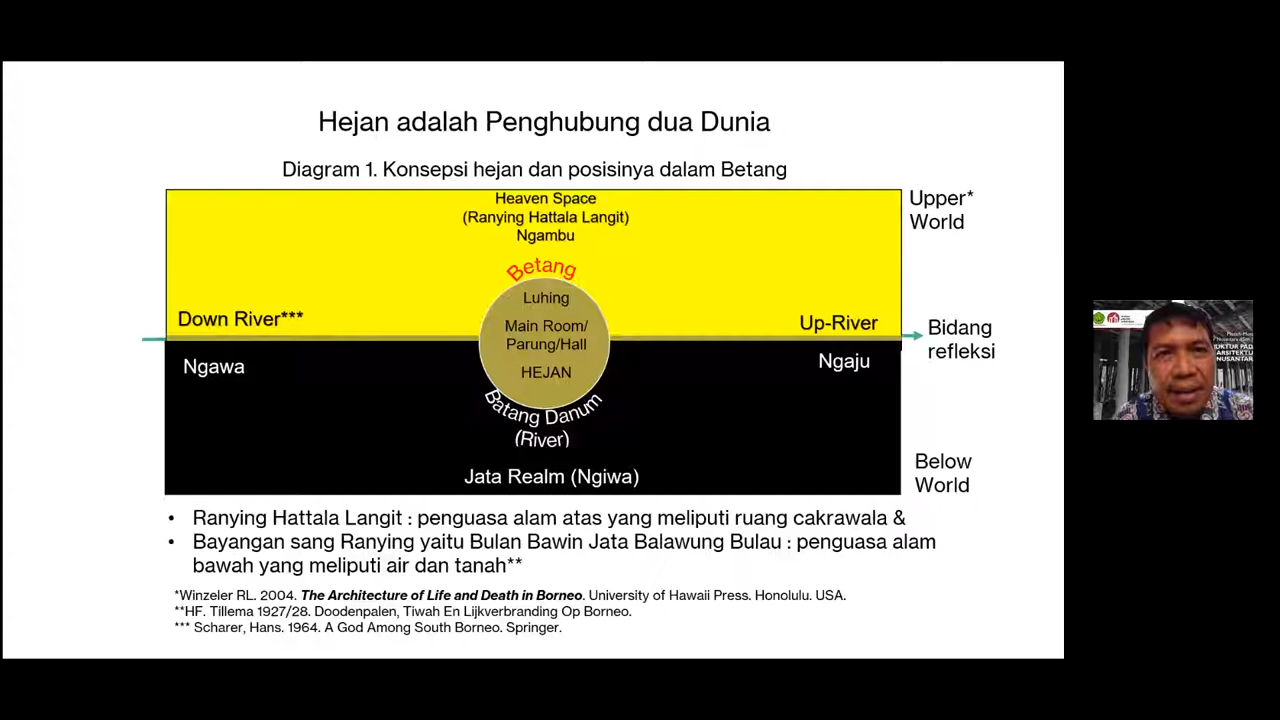 Hejan adalah Penghubung dua Dunia
Diagram 1. Konsepsi hejan dan posisinya dalam Betang
Heaven Space
(Ranying Hattala Langit)
Ngambu
Upper*
World
Betang
Luhing
Main Room/
Parung/Hall
HEJAN
Down River***
Up-River
Bidang
refleksi
Ngawa
Ngaju
Batang Danum
(River)
Jata Realm (Ngiwa)
Below
World
• Ranying Hattala Langit : penguasa alam atas yang meliputi ruang cakrawala &
• Bayangan sang Ranying yaitu Bulan Bawin Jata Balawung Bulau : penguasa alam
bawah yang meliputi air dan tanah**
*Winzeler RL. 2004. The Architecture of Life and Death in Borneo. University of Hawaii Press. Honolulu. USA.
**HF. Tillema 1927/28. Doodenpalen, Tiwah En Lijkverbranding Op Borneo.
*** Scharer, Hans. 1964. A God Among South Borneo. Springer.